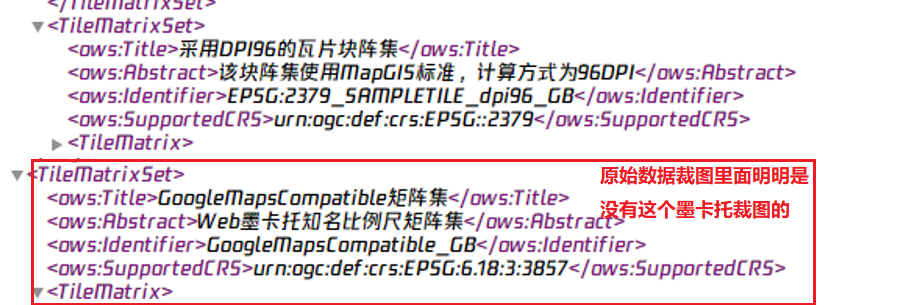 </TileMatrixSet>
▼<TileMatrixSet>
<ows:Title>采用DPI96的瓦片块阵集</ows:Title>
<ows:Abstract>该块阵集使用MapGIS标准，计算方式为96DPI</ows:Abstract>
<ows:Identifier>EPSG:2379_SAMPLETILE_dpi96_GB</ows:Identifier>
<ows:SupportedCRS>urn:ogc:def:crs:EPSG::2379</ows:SupportedCRS>
▶<TileMatrix>
▼<TileMatrixSet>
原始数据裁图里面明明是
<ows:Title>GoogleMapsCompatible矩阵集</ows:Title>
没有这个墨卡托裁图的
<ows:Abstract>Web墨卡托知名比例尺矩阵集</ows:Abstract>
<ows:Identifier>GoogleMapsCompatible_GB</ows:Identifier>
<ows:SupportedCRS>urn:ogc:def:crs:EPSG:6.18:3:3857</ows:SupportedCRS>
▼<TileMatrix>